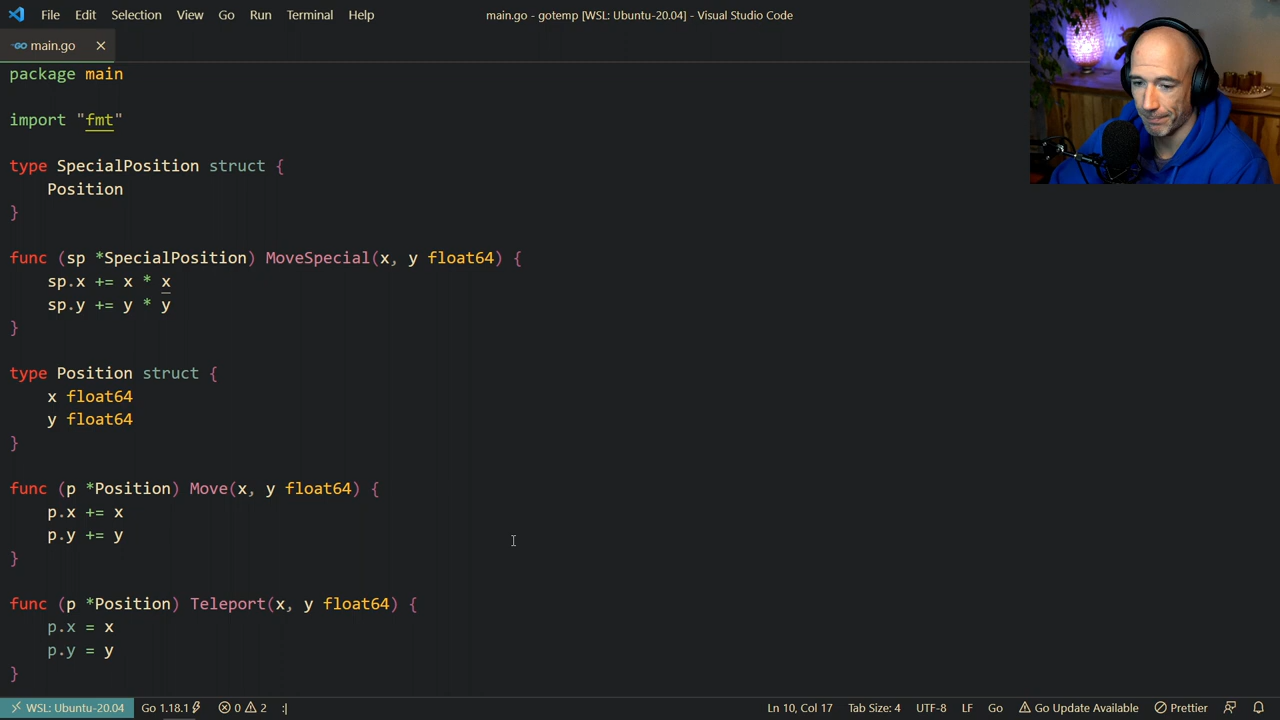 File Edit Selection View Go Run Terminal Help main.go - gotemp [WSL: Ubuntu-20.04] - Visual Studio Code
GO main.go ×
package main
import "fmt"
type SpecialPosition struct {
Position
}
func (sp *SpecialPosition) MoveSpecial(x, y float64) {
sp.x += x * x
sp.y += y * y
}
type Position struct {
x float64
y float64
}
func (p *Position) Move(x, y float64) {
p.x += x
p.y += y
}
func (p *Position) Teleport(x, y float64) {
p.x = x
p.y = y
}
WSL: Ubuntu-20.04 Go 1.18.1 0 2 :| Ln 10, Col 17 Tab Size: 4 UTF-8 LF Go Go Update Available Prettier